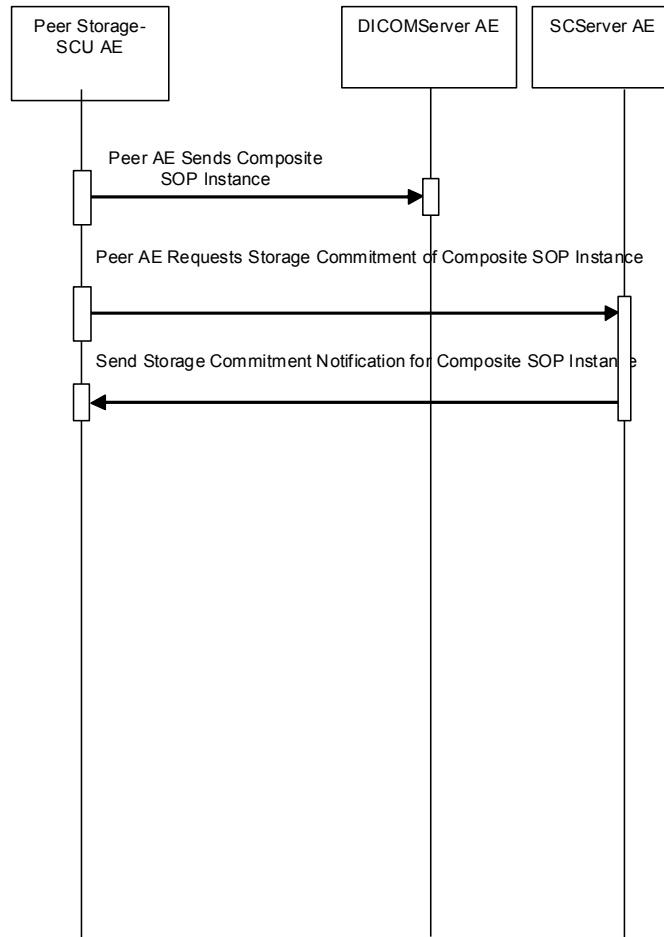 Peer Storage-
SCU AE
DICOMServer AE
SCServer AE
Peer AE Sends Composite
SOP Instance
Peer AE Requests Storage Commitment of Composite SOP Instance
Send Storage Commitment Notification for Composite SOP Instance